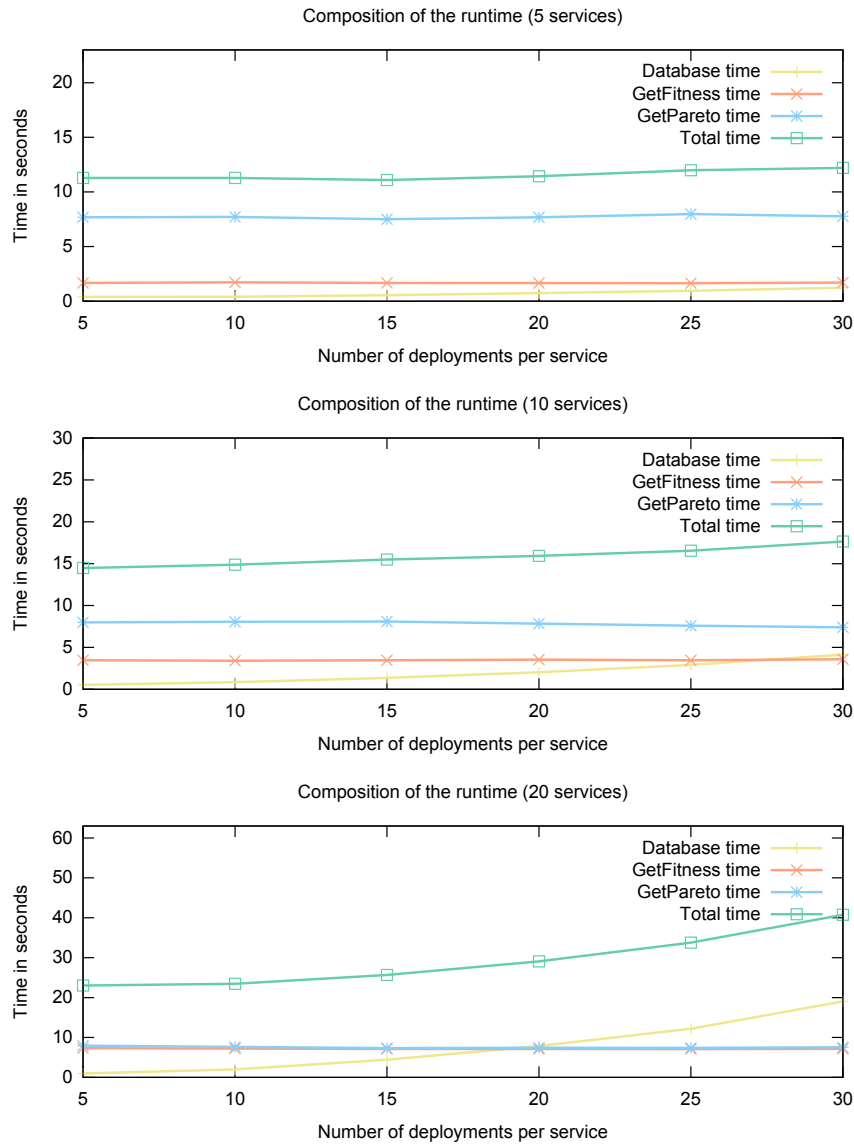 Composition of the runtime (5 services)
Time in seconds
20
15
10
5
0
Database time
GetFitness time
GetPareto time
Total time
5 10 15 20 25 30
Number of deployments per service
Composition of the runtime (10 services)
Time in seconds
30
25
20
15
10
5
0
Database time
GetFitness time
GetPareto time
Total time
5 10 15 20 25 30
Number of deployments per service
Composition of the runtime (20 services)
Time in seconds
60
50
40
30
20
10
0
Database time
GetFitness time
GetPareto time
Total time
5 10 15 20 25 30
Number of deployments per service